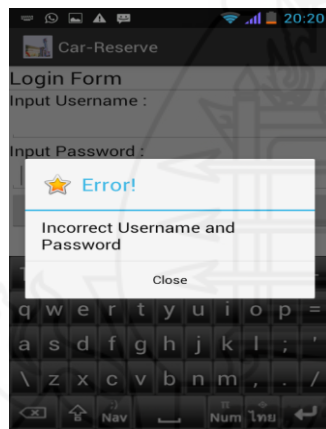 20:20
Car-Reserve
Login Form
Input Username :
Input Password :
Error!
Incorrect Username and
Password
Close
q w e r t y u i o p =
a s d f g h j k l ; '
\ z x c v b n m , . /
:)
Nav
π
Num
ไทย